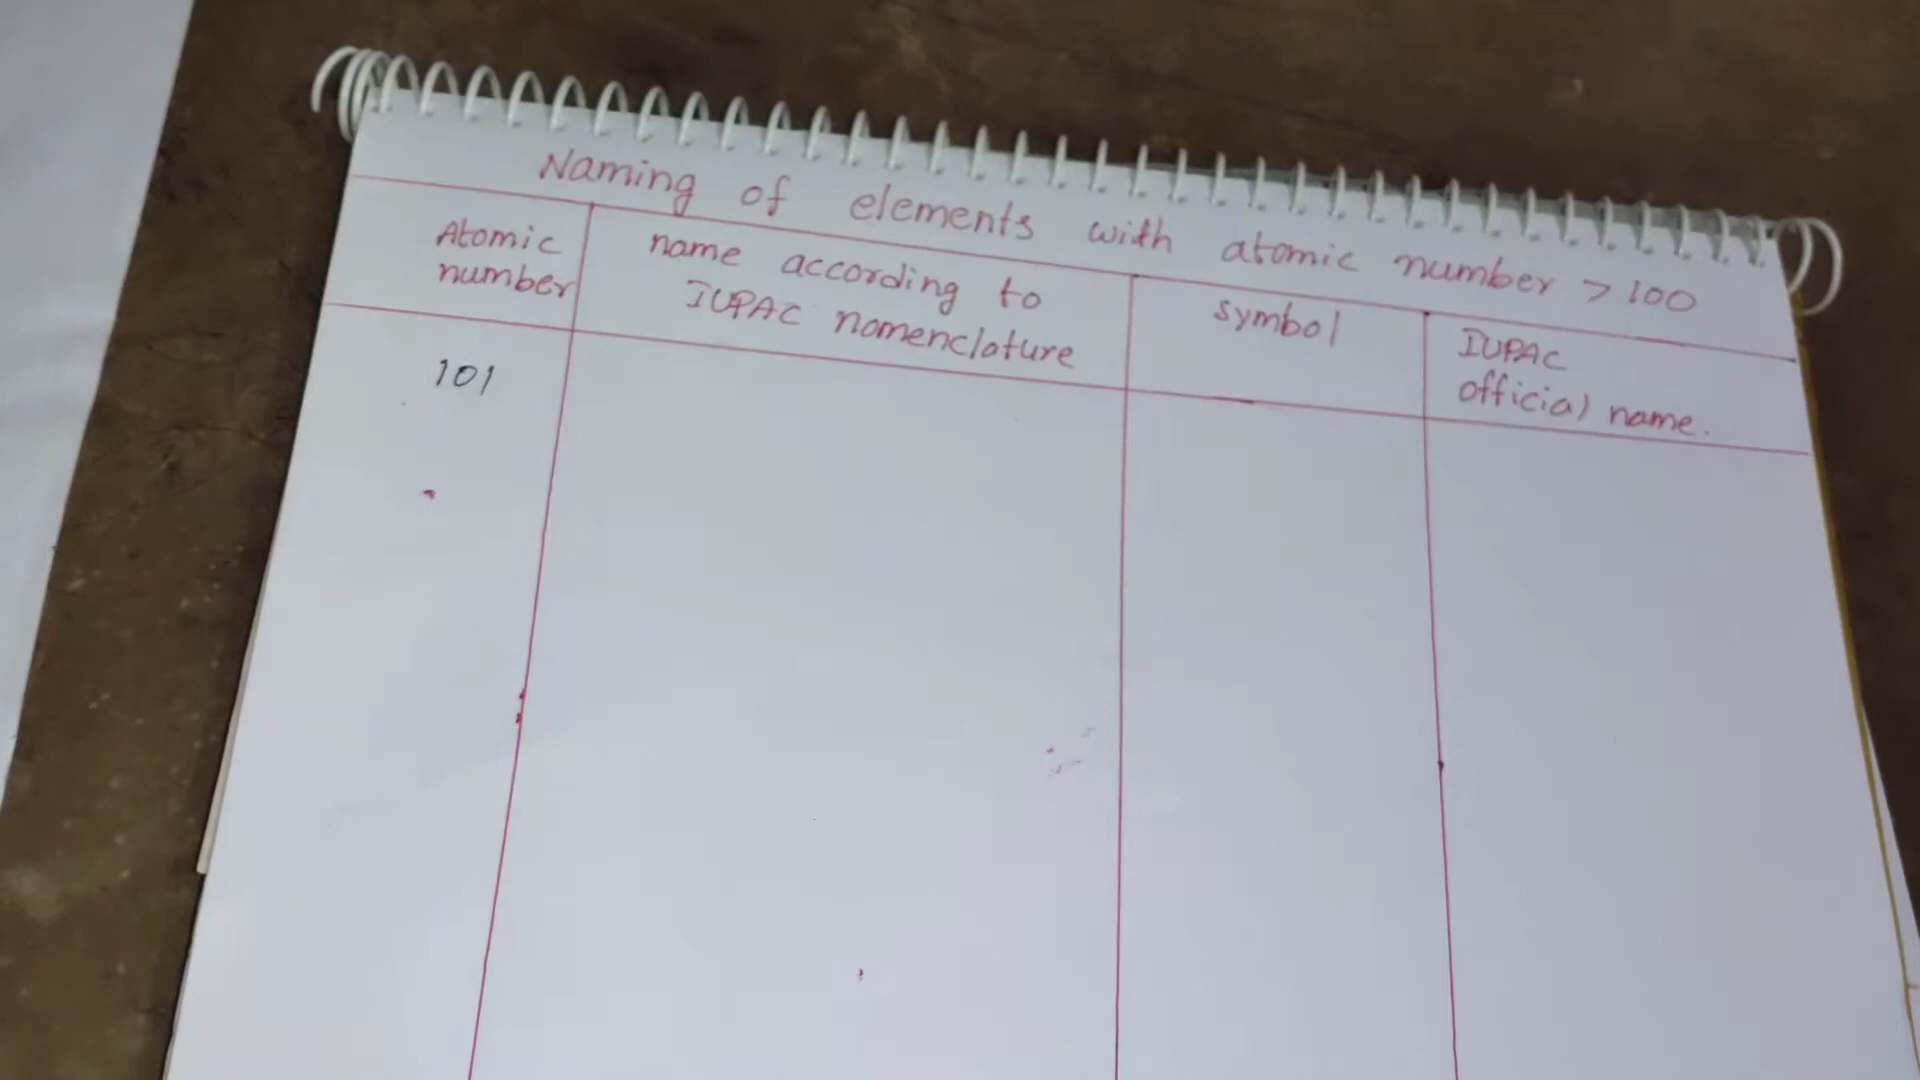 Naming of elements with atomic number > 100
Atomic
number
name according to
IUPAC nomenclature
symbol
IUPAC
official name.
101